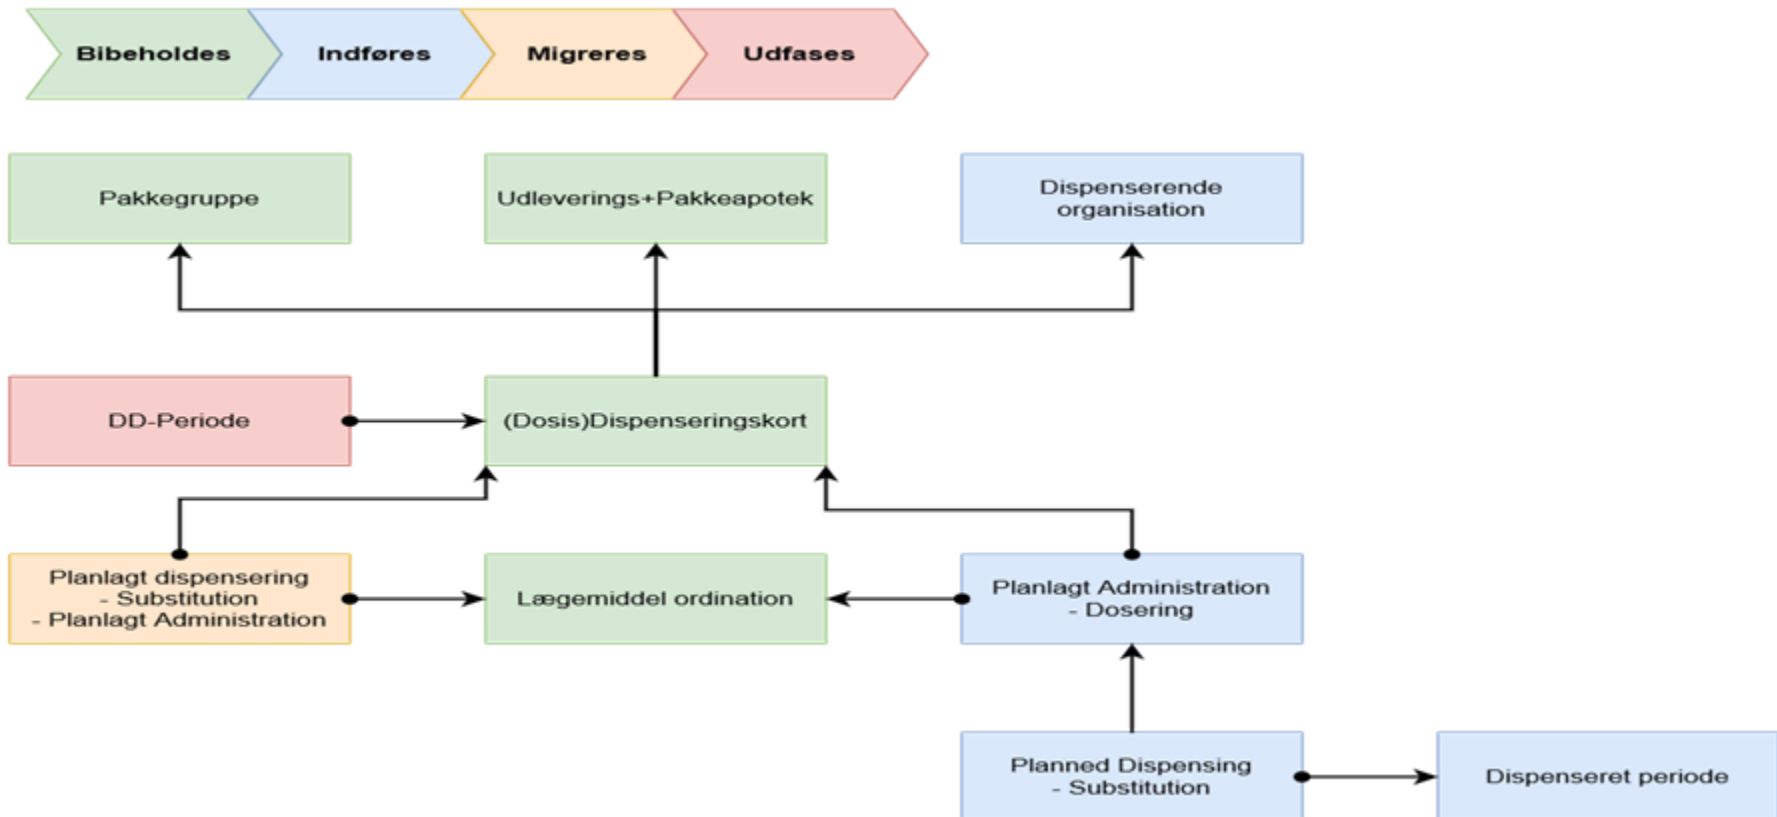 Bibeholdes
Indføres
Migreres
Udfases
Pakkegruppe
Udleverings+Pakkeapotek
Dispenserende
organisation
DD-Periode
(Dosis)Dispenseringskort
Planlagt dispensering
- Substitution
- Planlagt Administration
Lægemiddel ordination
Planlagt Administration
- Dosering
Planned Dispensing
- Substitution
Dispenseret periode